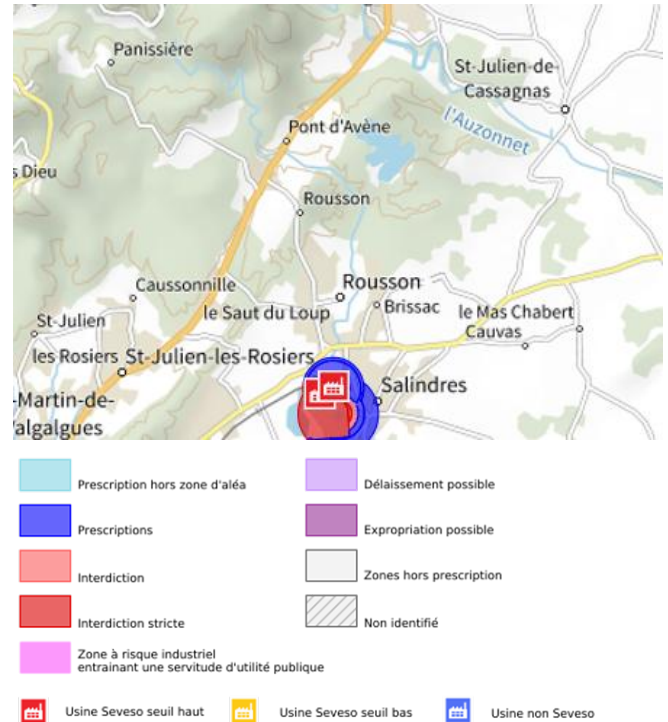 Panissière
St-Julien-de-
Cassagnas
l'Auzonnet
Pont d'Avène
s Dieu
Rousson
Caussonnille
Rousson
le Saut du Loup
Brissac
le Mas Chabert
St-Julien
Cauvas
les Rosiers
St-Julien-les-Rosiers
Salindres
-Martin-de-
Valgalgues
Prescription hors zone d'aléa
Délaissement possible
Prescriptions
Expropriation possible
Interdiction
Zones hors prescription
Interdiction stricte
Non identifié
Zone à risque industriel
entrainant une servitude d'utilité publique
Usine Seveso seuil haut
Usine Seveso seuil bas
Usine non Seveso